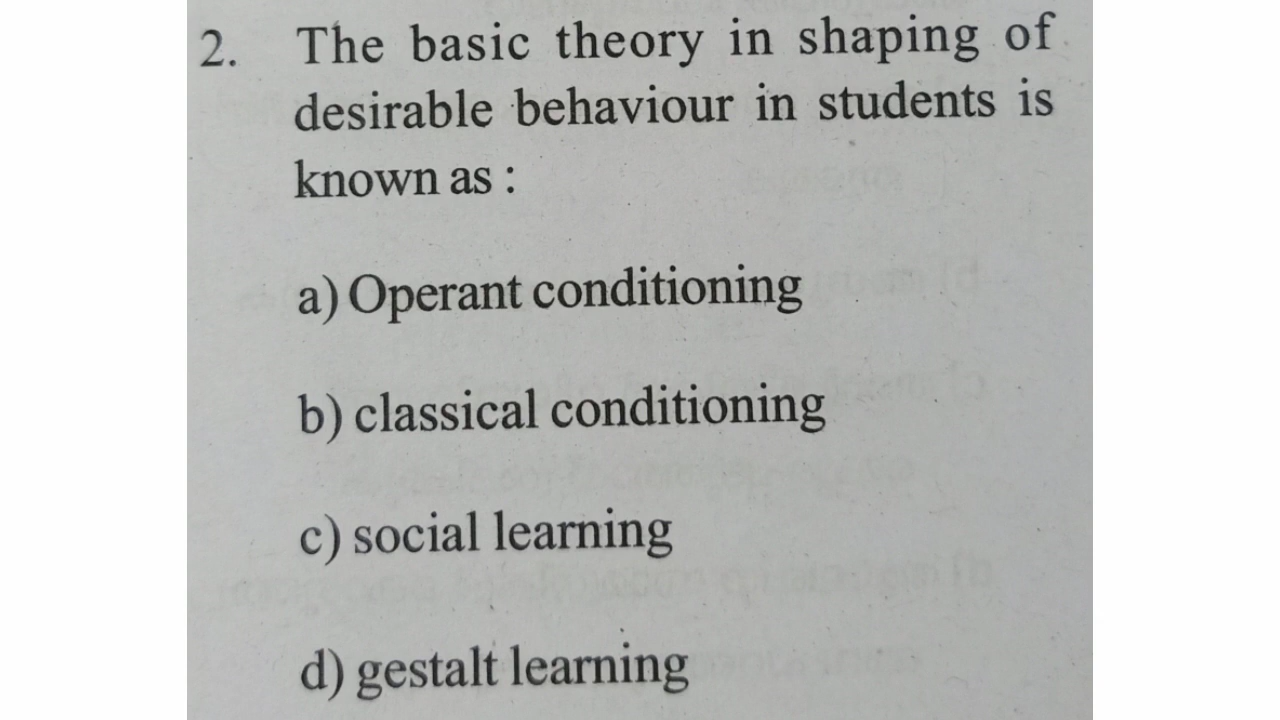 2. The basic theory in shaping of
desirable behaviour in students is
known as :
a) Operant conditioning
b) classical conditioning
c) social learning
d) gestalt learning